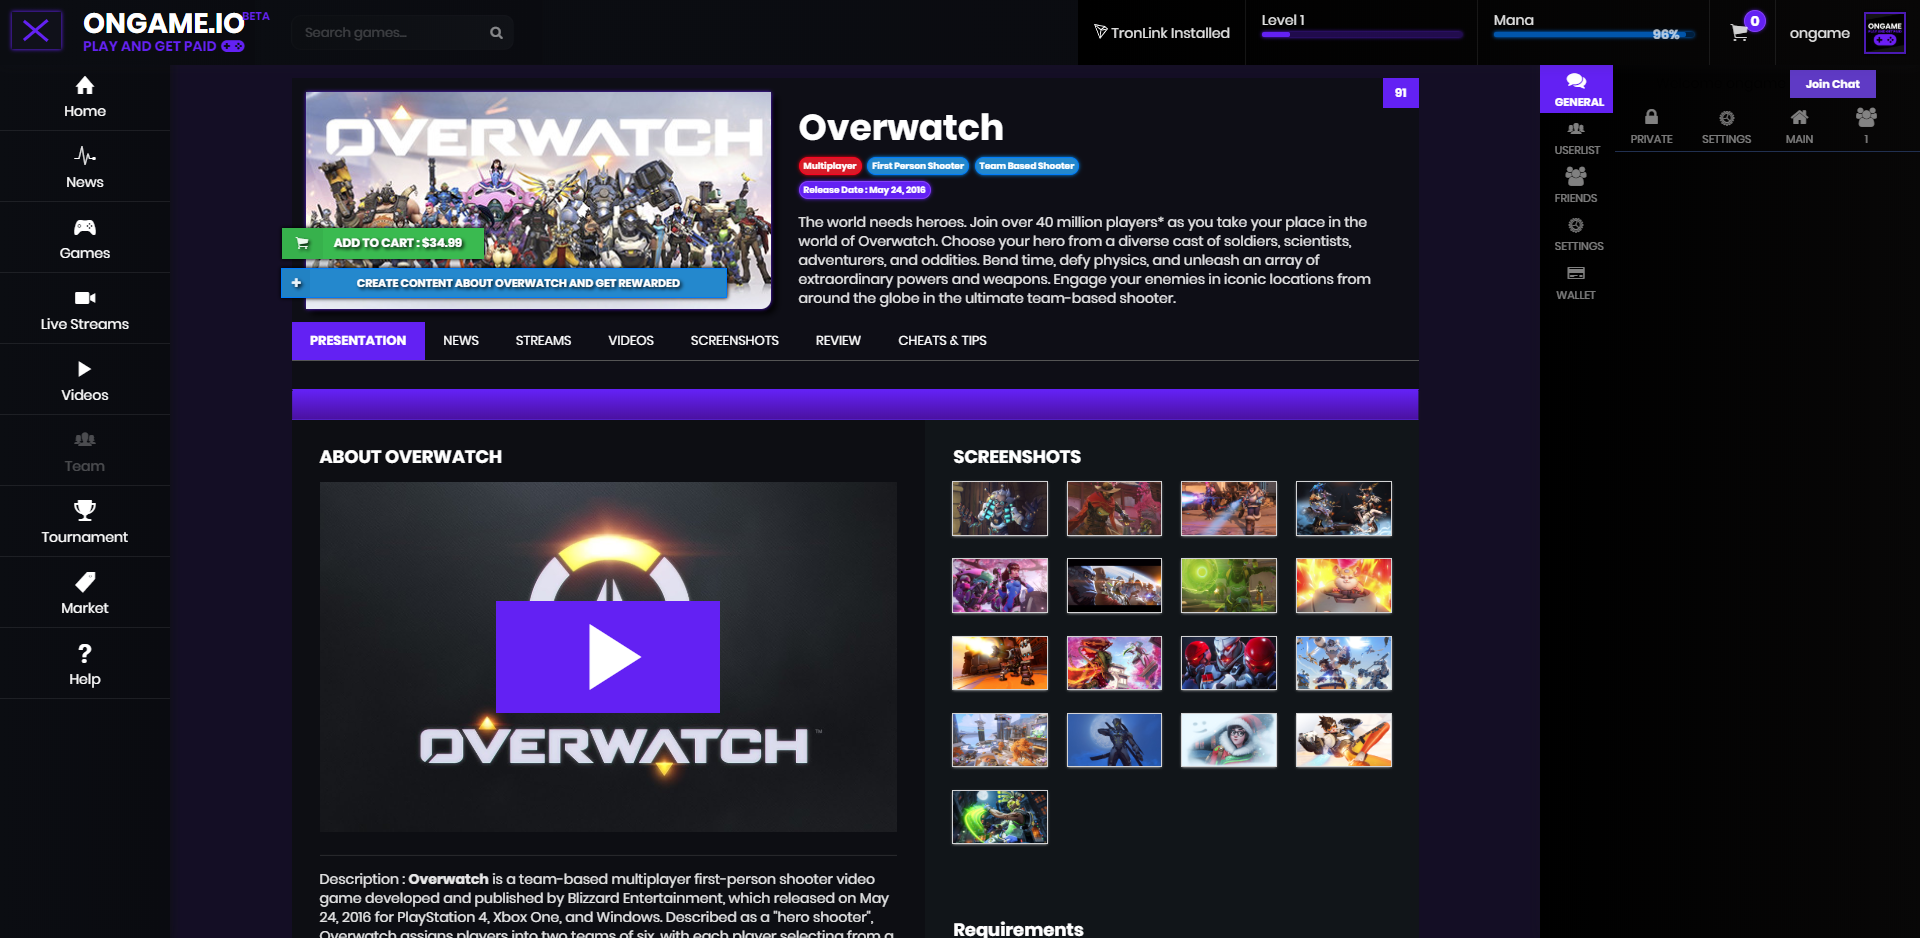 ONGAME.IO BETA
PLAY AND GET PAID
Search games...
TronLink Installed
Level 1
Mana
96%
0
ongame
ONGAME
Home
News
Games
Live Streams
Videos
Team
Tournament
Market
Help
OVERWATCH
ADD TO CART : $34.99
CREATE CONTENT ABOUT OVERWATCH AND GET REWARDED
91
Overwatch
Multiplayer
First Person Shooter
Team Based Shooter
Release Date : May 24, 2016
The world needs heroes. Join over 40 million players* as you take your place in the
world of Overwatch. Choose your hero from a diverse cast of soldiers, scientists,
adventurers, and oddities. Bend time, defy physics, and unleash an array of
extraordinary powers and weapons. Engage your enemies in iconic locations from
around the globe in the ultimate team-based shooter.
PRESENTATION
NEWS
STREAMS
VIDEOS
SCREENSHOTS
REVIEW
CHEATS & TIPS
ABOUT OVERWATCH
OVERWATCH™
Description : Overwatch is a team-based multiplayer first-person shooter video
game developed and published by Blizzard Entertainment, which released on May
24, 2016 for PlayStation 4, Xbox One, and Windows. Described as a "hero shooter",
Overwatch assigns players into two teams of six, with each player selecting from a
SCREENSHOTS
Requirements
GENERAL
USERLIST
FRIENDS
SETTINGS
WALLET
Join Chat
PRIVATE
SETTINGS
MAIN
1